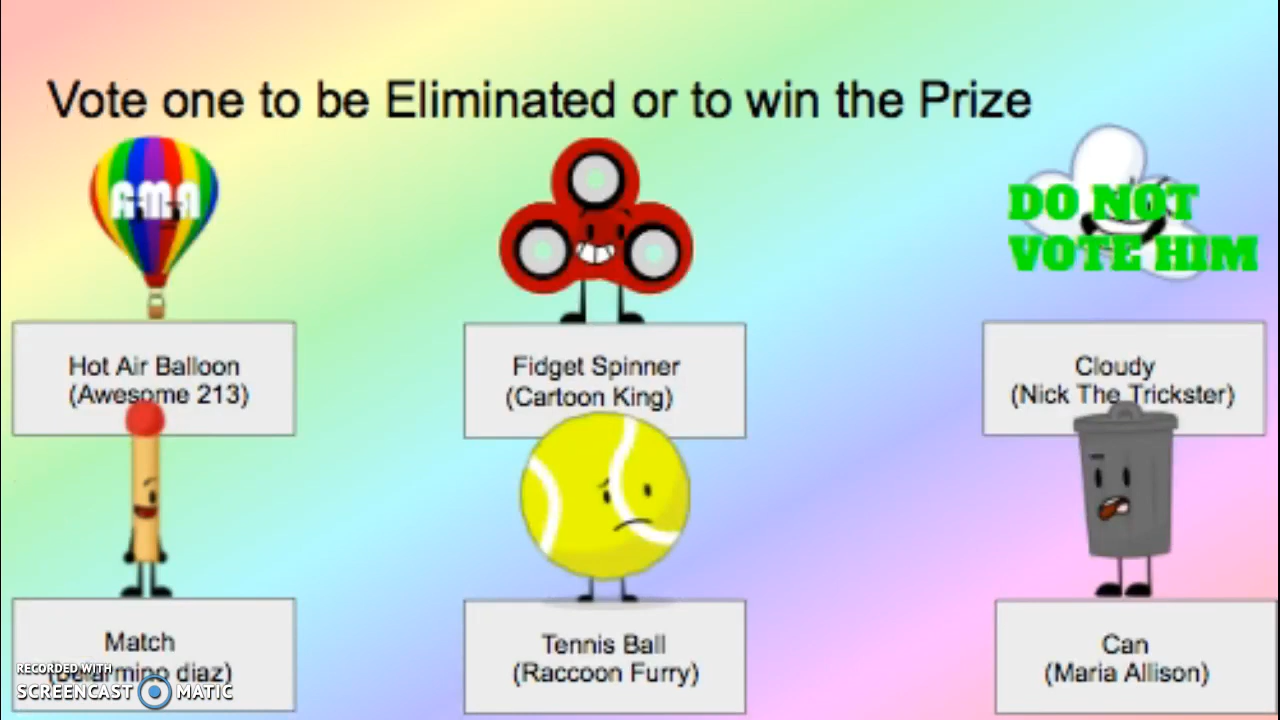 Vote one to be Eliminated or to win the Prize
AMA
DO NOT
VOTE HIM
Hot Air Balloon
(Awesome 213)
Fidget Spinner
(Cartoon King)
Cloudy
(Nick The Trickster)
Match
diaz)
Tennis Ball
(Raccoon Furry)
Can
(Maria Allison)
RECORDED WITH
SCREENCAST MATIC